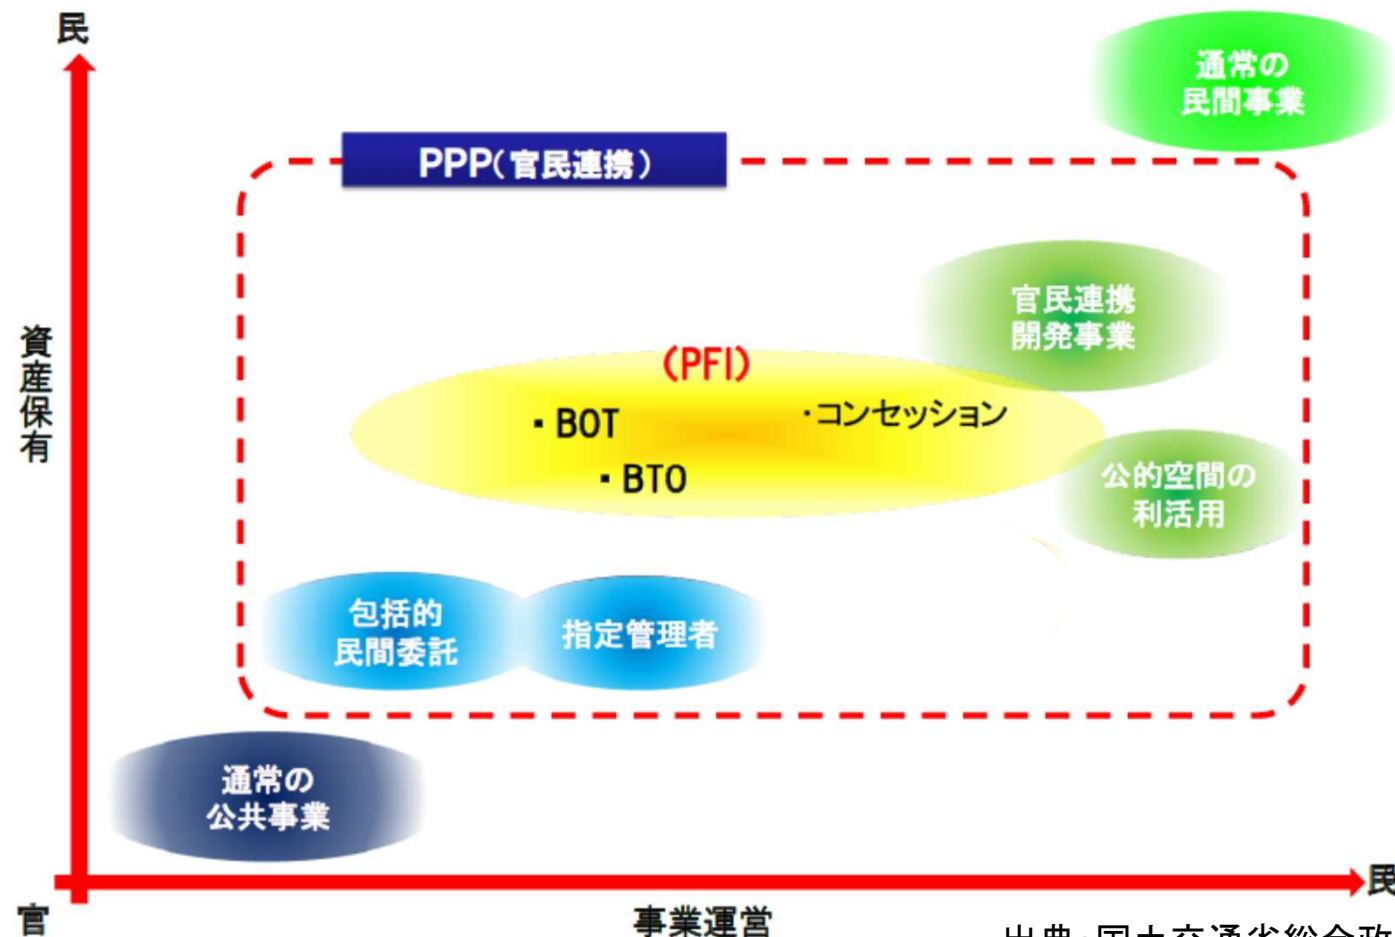 民
通常の
民間事業
PPP(官民連携)
官民連携
開発事業
資産保有
(PFI)
・BOT
・コンセッション
・BTO
公的空間の
利活用
包括的
民間委託
指定管理者
通常の
公共事業
民
官
事業運営